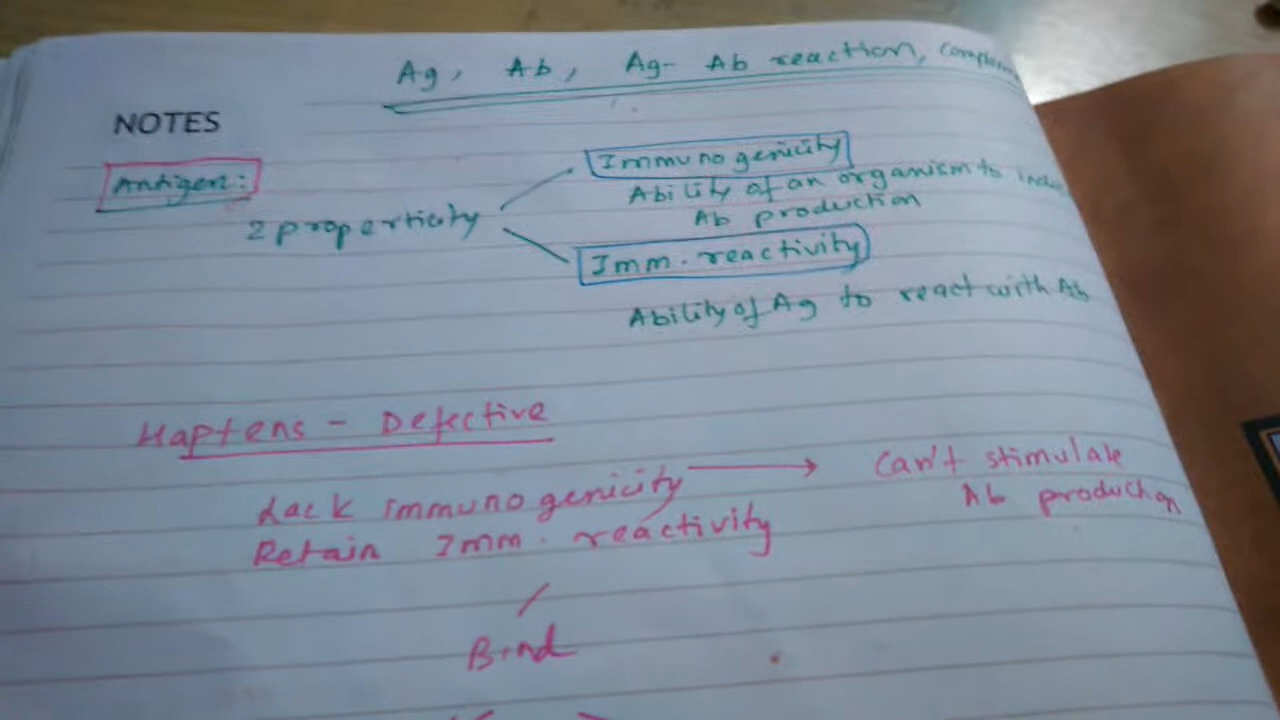 Ag, Ab, Ag- Ab reaction,
NOTES
Antigen:
2 properticity
Immunogenicity
Ability of an organism to
Ab production
Imm. reactivity
Ability of Ag to react with Ab
Haptens - Defective
Lack immunogenicity → Can't stimulate
Ab production
Retain Imm. reactivity
Bind